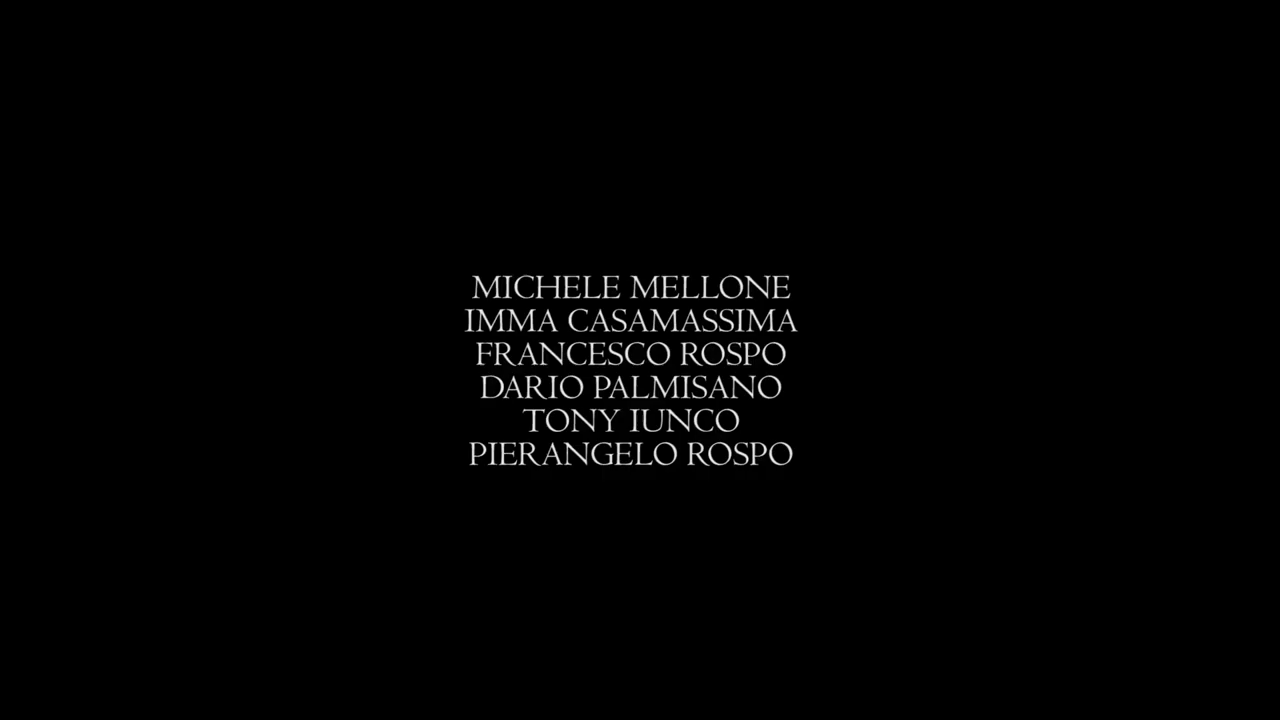 MICHELE MELLONE
IMMA CASAMASSIMA
FRANCESCO ROSPO
DARIO PALMISANO
TONY IUNCO
PIERANGELO ROSPO